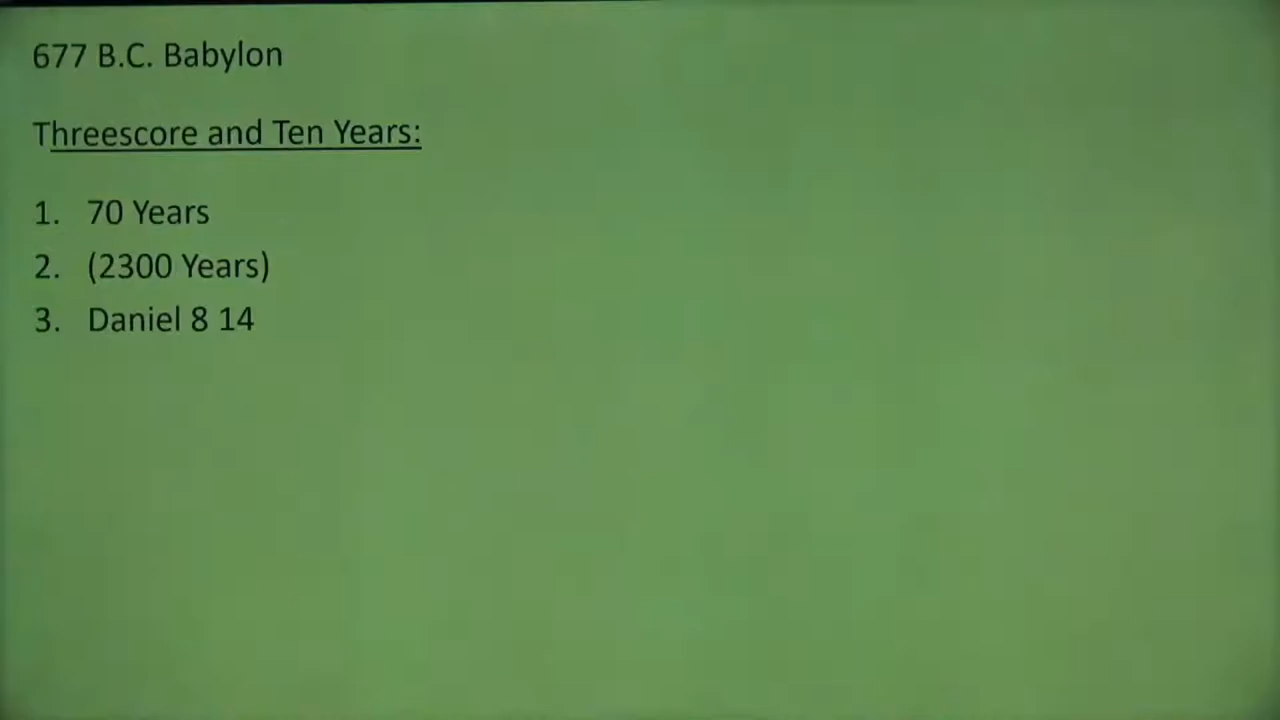 677 B.C. Babylon
Threescore and Ten Years:
1. 70 Years
2. (2300 Years)
3. Daniel 8 14